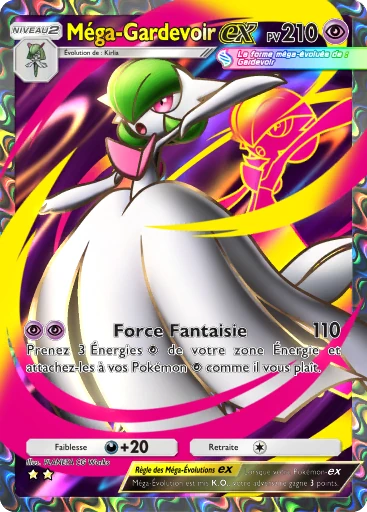 NIVEAU 2 Méga-Gardevoir ex PV 210
Évolution de : Kirlia
La forme méga-évoluée de :
Gardevoir
Force Fantaisie 110
Prenez 3 Énergies de votre zone Énergie et
attachez-les à vos Pokémon comme il vous plaît.
Faiblesse +20 Retraite
Illus. PLANETA CG Works
Règle des Méga-Évolutions ex Lorsque votre Pokémon-ex
Méga-Évolution est mis K.O., votre adversaire gagne 3 points.